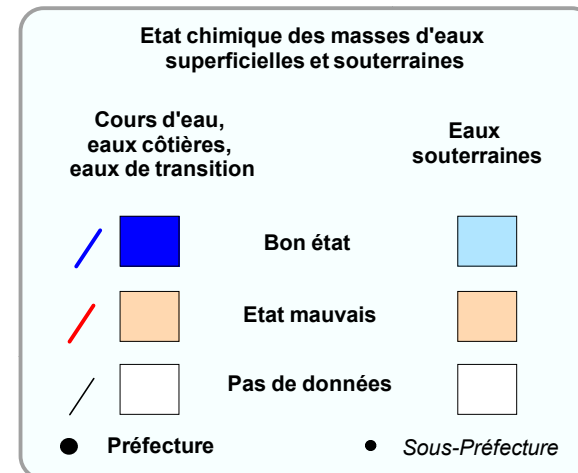 Etat chimique des masses d'eaux
superficielles et souterraines
Cours d'eau,
eaux côtières,
eaux de transition
Eaux
souterraines
Bon état
Etat mauvais
Pas de données
Préfecture
Sous-Préfecture